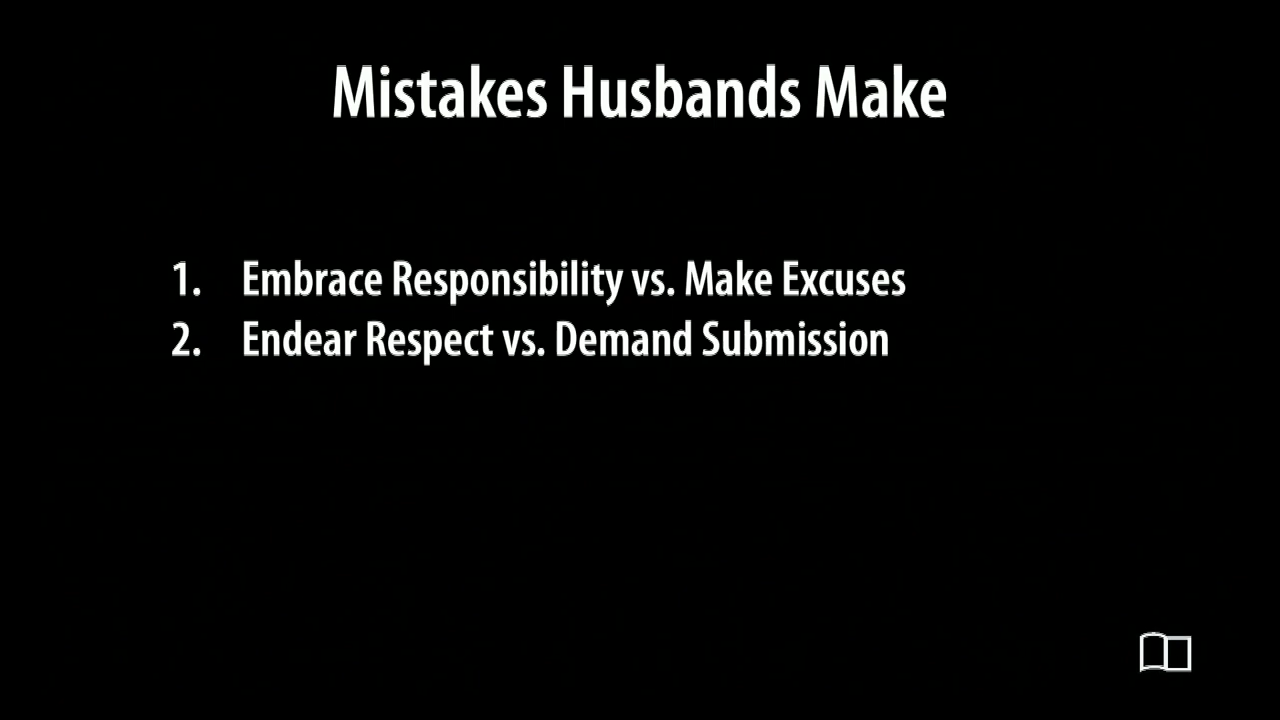 Mistakes Husbands Make
1. Embrace Responsibility vs. Make Excuses
2. Endear Respect vs. Demand Submission